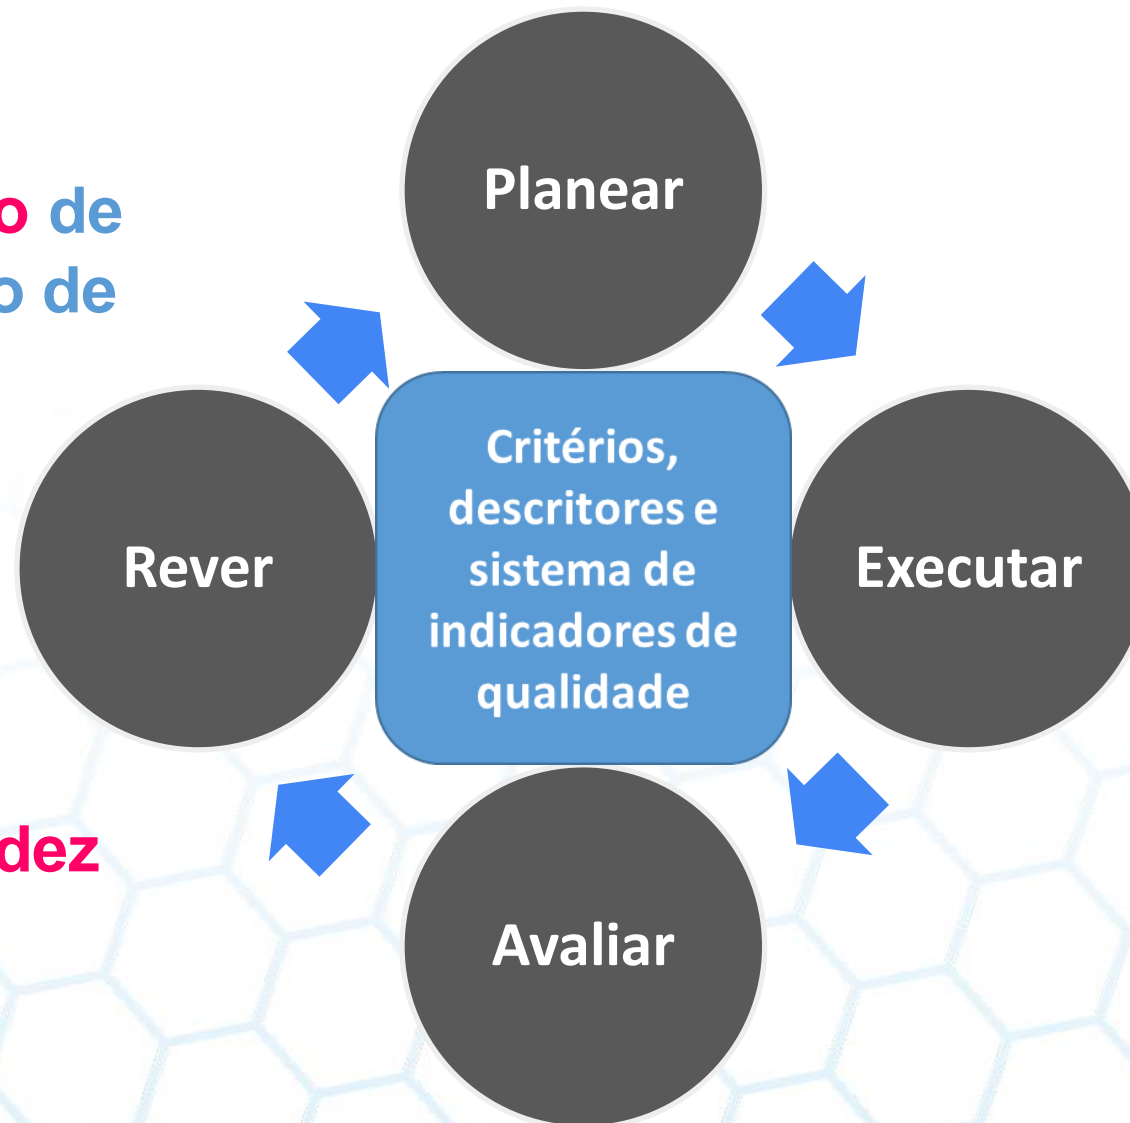 Planear
o de
o de
Critérios,
descritores e
sistema de
indicadores de
qualidade
Rever
Executar
dez
Avaliar